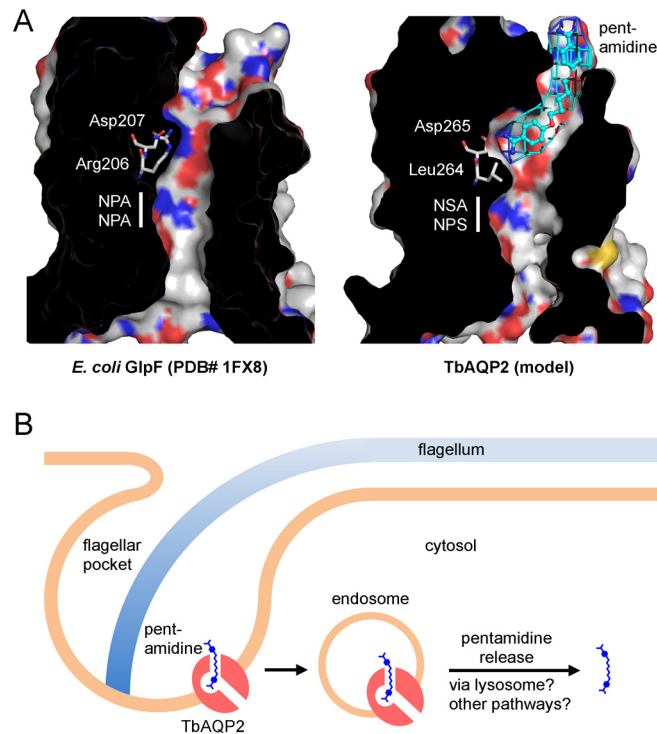 A
pent-
amidine
Asp207
Arg206
NPA
NPA
Asp265
Leu264
NSA
NPS
E. coli GlpF (PDB# 1FX8)
TbAQP2 (model)
B
flagellum
flagellar
pocket
cytosol
endosome
pent-
amidine
pentamidine
release
via lysosome?
other pathways?
TbAQP2